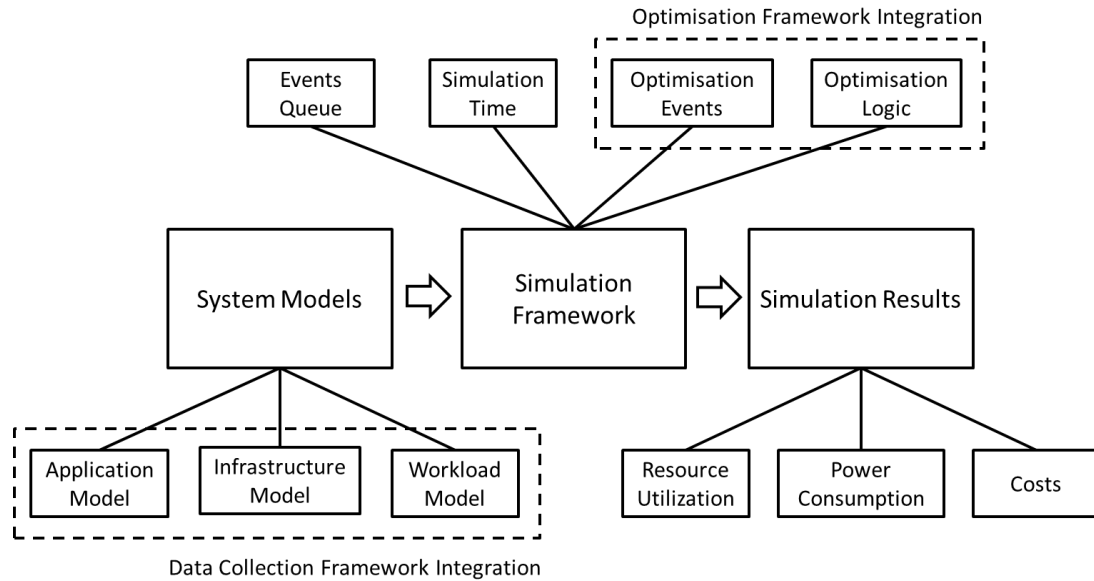 Optimisation Framework Integration
Events
Queue
Simulation
Time
Optimisation
Events
Optimisation
Logic
System Models
Simulation
Framework
Simulation Results
Application
Model
Infrastructure
Model
Workload
Model
Resource
Utilization
Power
Consumption
Costs
Data Collection Framework Integration